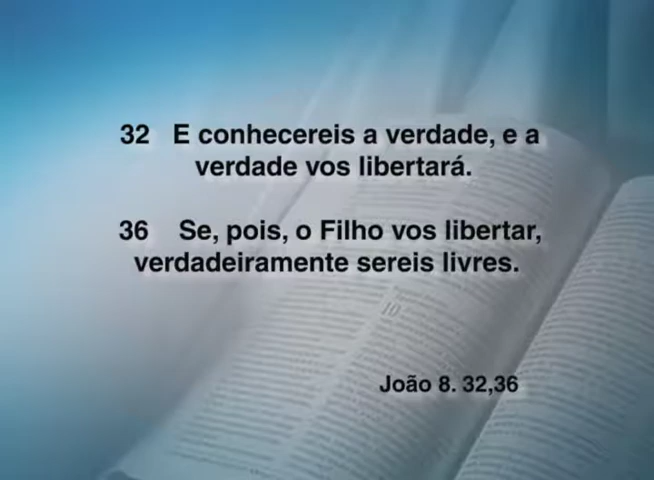 32 E conhecereis a verdade, e a
verdade vos libertará.
36 Se, pois, o Filho vos libertar,
verdadeiramente sereis livres.
10
João 8. 32,36